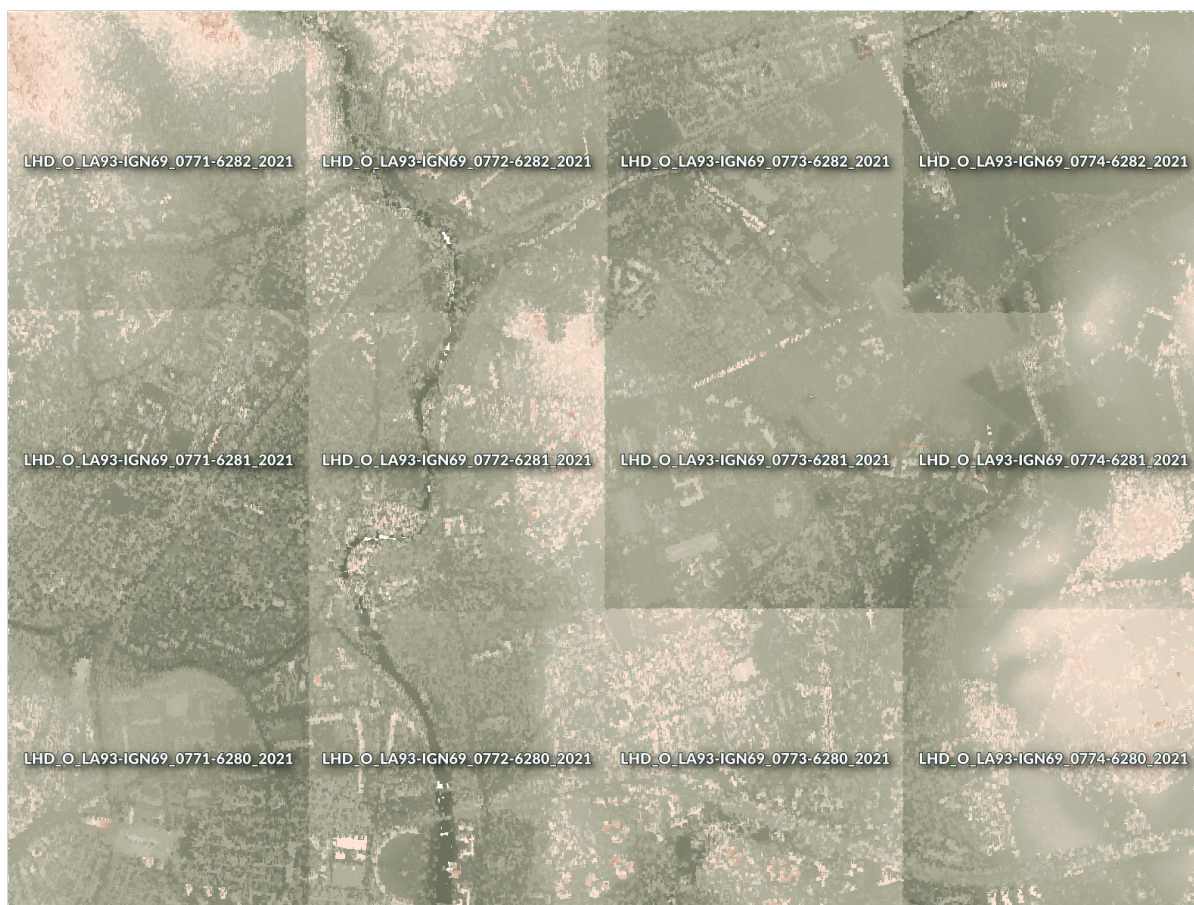 LHD_O_LA93-IGN69_0771-6282_2021
LHD_O_LA93-IGN69_0772-6282_2021
LHD_O_LA93-IGN69_0773-6282_2021
LHD_O_LA93-IGN69_0774-6282_2021
LHD_O_LA93-IGN69_0771-6281_2021
LHD_O_LA93-IGN69_0772-6281_2021
LHD_O_LA93-IGN69_0773-6281_2021
LHD_O_LA93-IGN69_0774-6281_2021
LHD_O_LA93-IGN69_0771-6280_2021
LHD_O_LA93-IGN69_0772-6280_2021
LHD_O_LA93-IGN69_0773-6280_2021
LHD_O_LA93-IGN69_0774-6280_2021